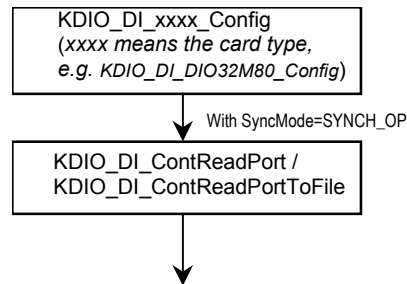 KDIO_DI_xxxx_Config
(xxxx means the card type,
e.g. KDIO_DI_DIO32M80_Config)
With SyncMode=SYNCH_OP
KDIO_DI_ContReadPort /
KDIO_DI_ContReadPortToFile